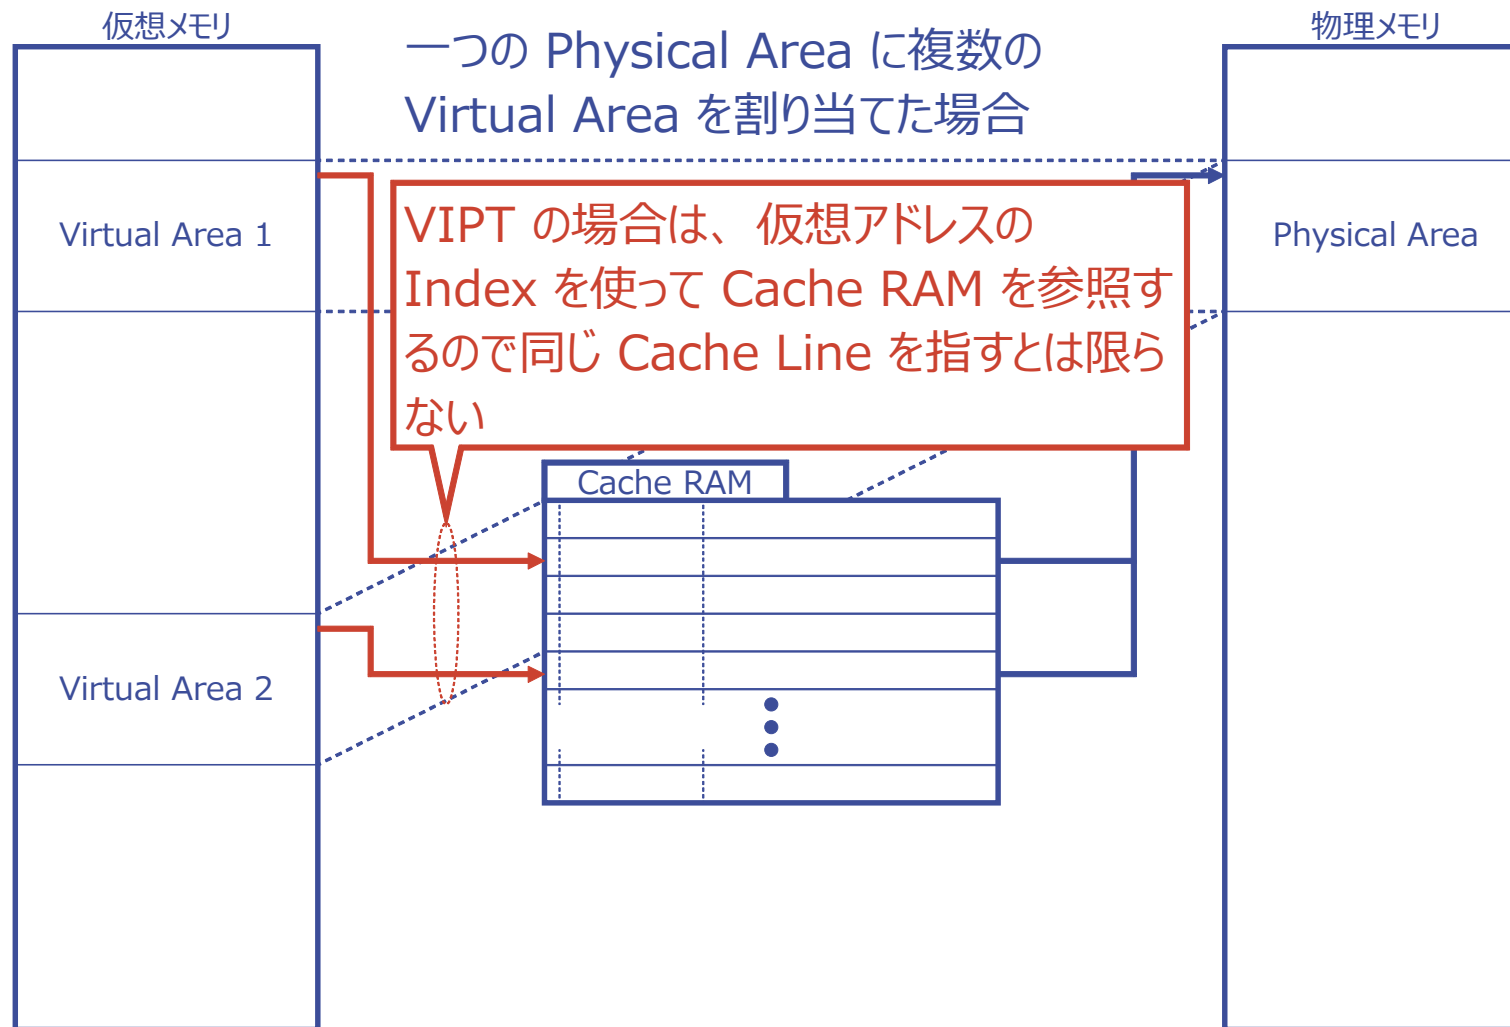 仮想メモリ
物理メモリ
一つの Physical Area に複数の
Virtual Area を割り当てた場合
VIPT の場合は、仮想アドレスの
Index を使って Cache RAM を参照す
るので同じ Cache Line を指すとは限ら
ない
Virtual Area 1
Physical Area
Cache RAM
Virtual Area 2